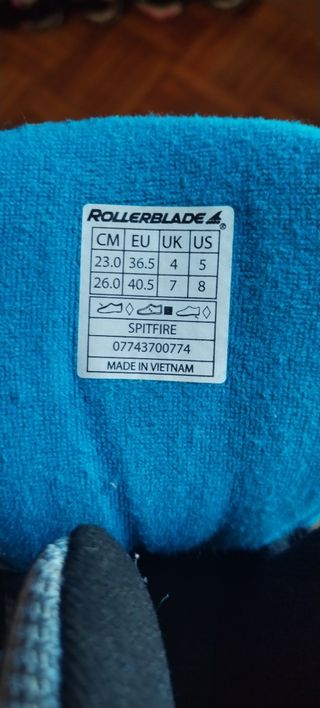 ROLLERBLADE ®
CM EU UK US
23.0 36.5 4 5
26.0 40.5 7 8
SPITFIRE
07743700774
MADE IN VIETNAM